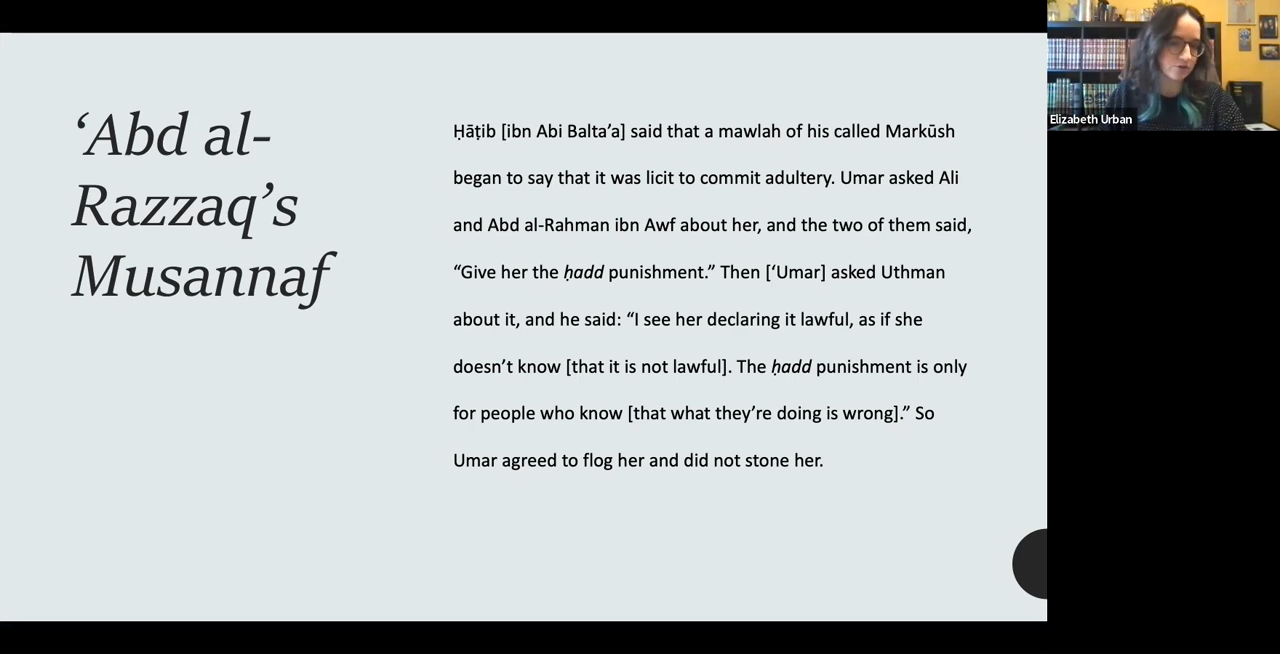 ‘Abd al-
Razzaq’s
Musannaf
Ḥāṭib [ibn Abi Balta’a] said that a mawlah of his called Markūsh
began to say that it was licit to commit adultery. Umar asked Ali
and Abd al-Rahman ibn Awf about her, and the two of them said,
“Give her the ḥadd punishment.” Then [‘Umar] asked Uthman
about it, and he said: “I see her declaring it lawful, as if she
doesn’t know [that it is not lawful]. The ḥadd punishment is only
for people who know [that what they’re doing is wrong].” So
Umar agreed to flog her and did not stone her.
Elizabeth Urban